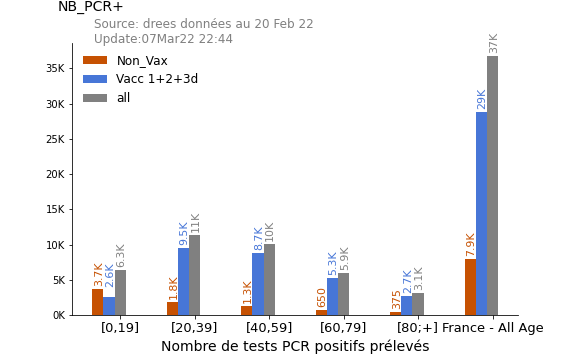 NB_PCR+
Source: drees données au 20 Feb 22
Update:07Mar22 22:44
Non_Vax
Vacc 1+2+3d
all
35K
30K
25K
20K
15K
10K
5K
0K
3.7K 2.6K 6.3K
1.8K 9.5K 11K
1.3K 8.7K 10K
650 5.3K 5.9K
375 2.7K 3.1K
7.9K 29K 37K
[0,19] [20,39] [40,59] [60,79] [80;+] France - All Age
Nombre de tests PCR positifs prélevés